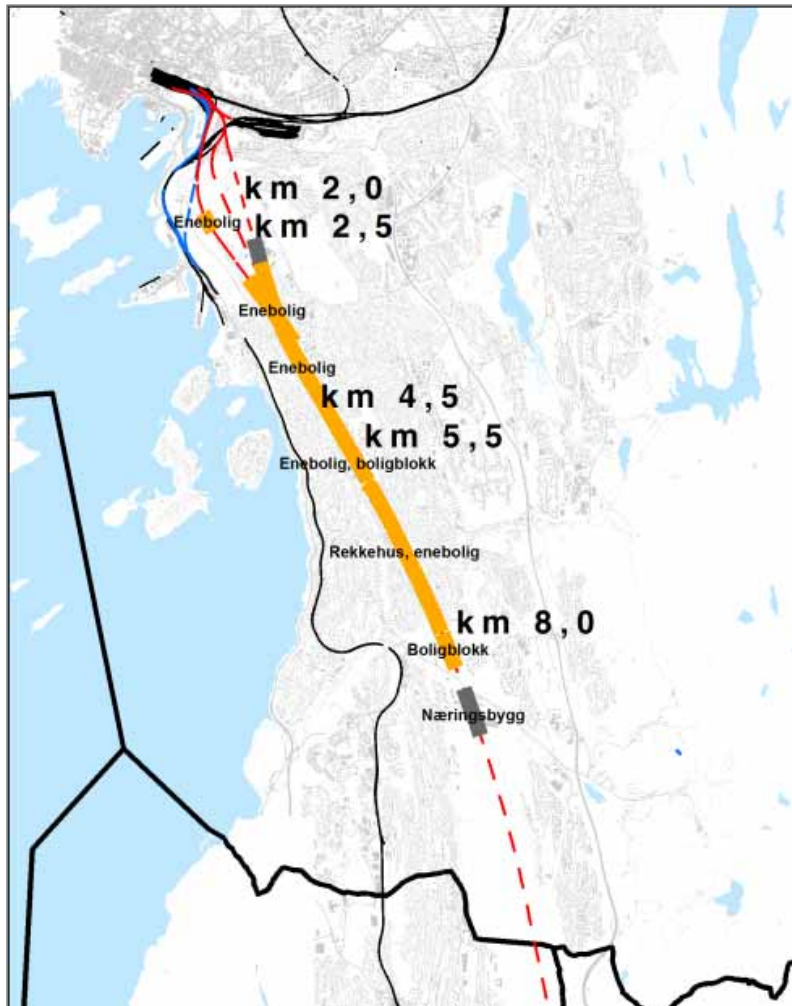 km 2,0
Enebolig
km 2,5
Enebolig
Enebolig
km 4,5
km 5,5
Enebolig, boligblokk
Rekkehus, enebolig
km 8,0
Boligblokk
Næringsbygg